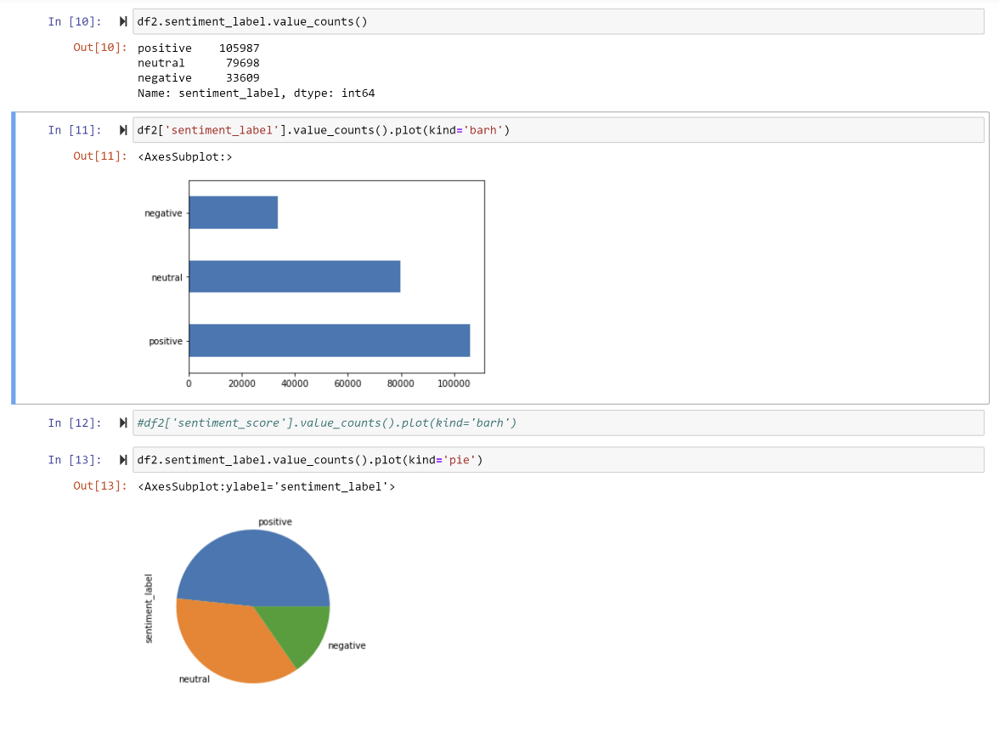 In [10]: df2.sentiment_label.value_counts()
Out[10]: positive    105987
neutral      79698
negative     33609
Name: sentiment_label, dtype: int64
In [11]: df2['sentiment_label'].value_counts().plot(kind='barh')
Out[11]: <AxesSubplot:>
negative
neutral
positive
0 20000 40000 60000 80000 100000
In [12]: #df2['sentiment_score'].value_counts().plot(kind='barh')
In [13]: df2.sentiment_label.value_counts().plot(kind='pie')
Out[13]: <AxesSubplot:ylabel='sentiment_label'>
positive
sentiment_label
negative
neutral